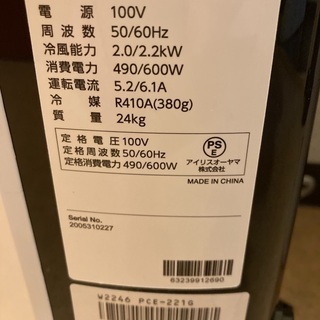 電源 100V
周波数 50/60Hz
冷風能力 2.0/2.2kW
消費電力 490/600W
運転電流 5.2/6.1A
冷媒 R410A(380g)
質量 24kg
定格電圧 100V
定格周波数 50/60Hz
定格消費電力 490/600W
PS
E
アイリスオーヤマ
株式会社
MADE IN CHINA
Serial No.
2005310227
63239912690
W2246 PCE-221G